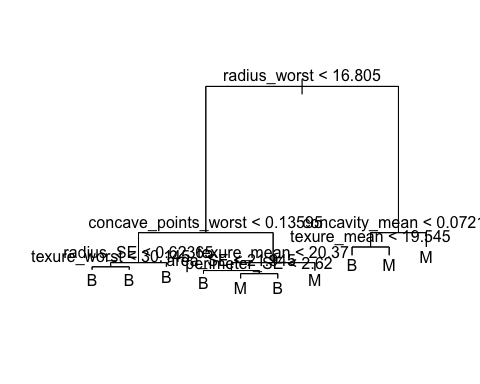 radius_worst < 16.805
concave_points_worst < 0.13595
concavity_mean < 0.0721
texure_mean < 19.545
radius_SE < 0.62365
texure_mean < 20.37
texure_worst < 30.145
area_SE <
perimeter_SE < 2.62
B
M
M
B
B
B
B
M
B
M